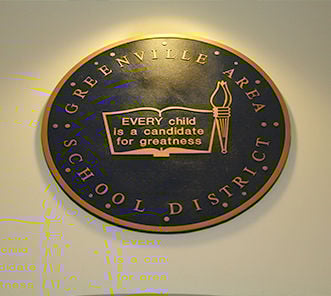 GREENVILLE AREA
EVERY child
is a candidate
for greatness
SCHOOL DISTRICT